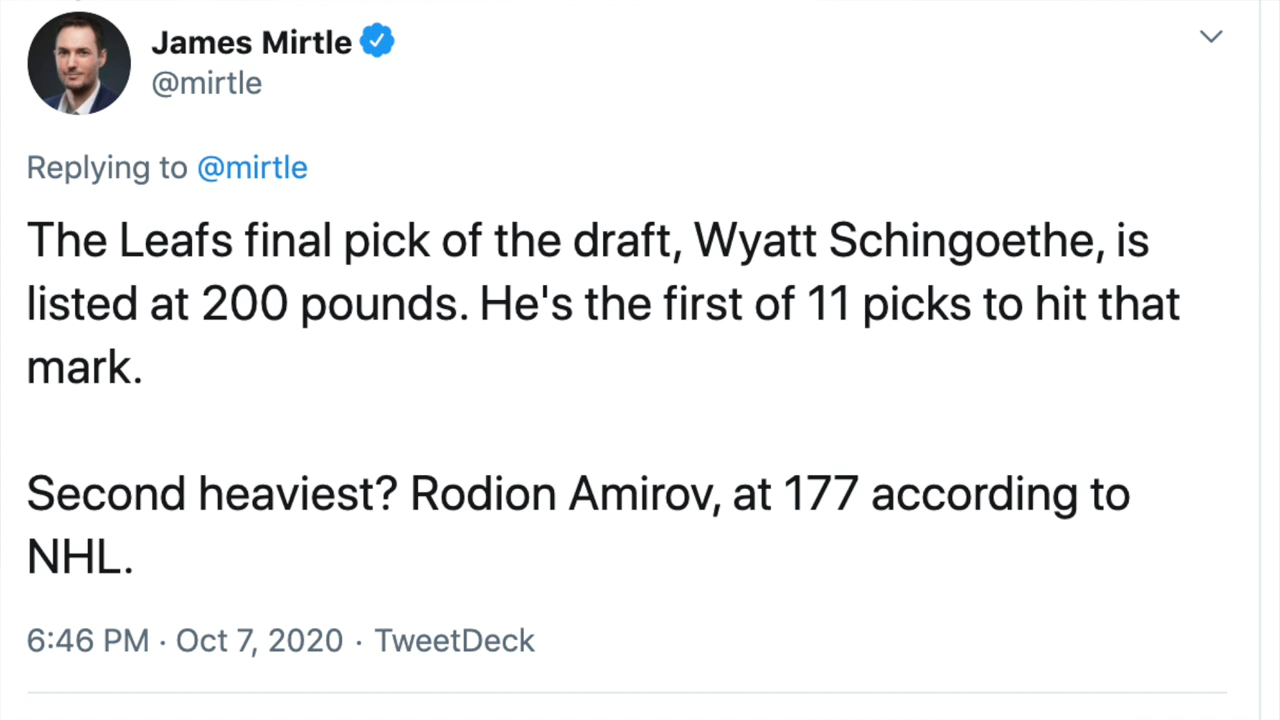 James Mirtle
@mirtle
Replying to @mirtle
The Leafs final pick of the draft, Wyatt Schingoethe, is
listed at 200 pounds. He's the first of 11 picks to hit that
mark.
Second heaviest? Rodion Amirov, at 177 according to
NHL.
6:46 PM · Oct 7, 2020 · TweetDeck